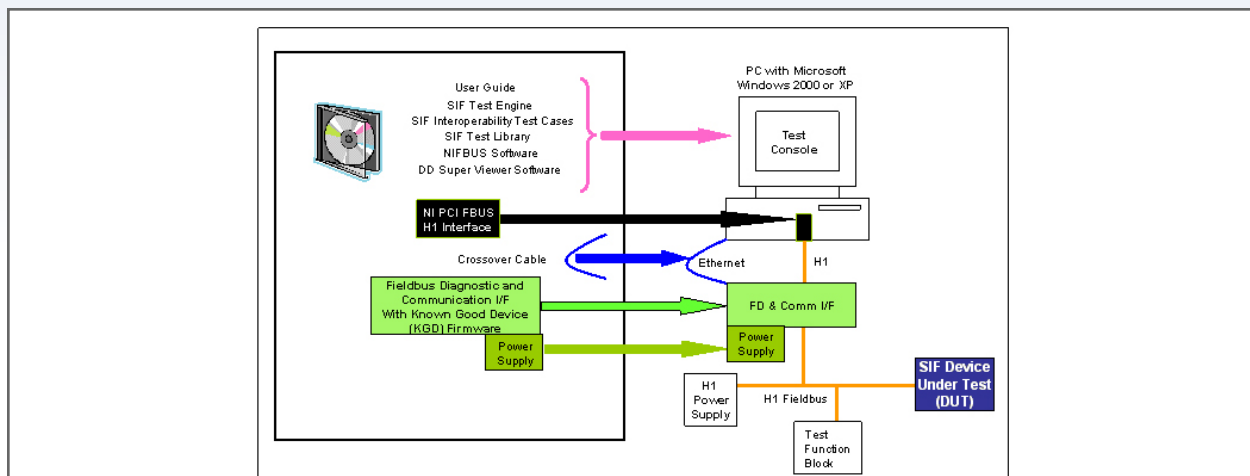 PC with Microsoft
Windows 2000 or XP
User Guide
SIF Test Engine
SIF Interoperability Test Cases
SIF Test Library
NIFBUS Software
DD Super Viewer Software
Test
Console
NI PCI FBUS
H1 Interface
Crossover Cable
Ethernet
H1
Fieldbus Diagnostic and
Communication I/F
With Known Good Device
(KGD) Firmware
FD & Comm I/F
Power
Supply
Power
Supply
H1
Power
Supply
H1 Fieldbus
SIF Device
Under Test
(DUT)
Test
Function
Block